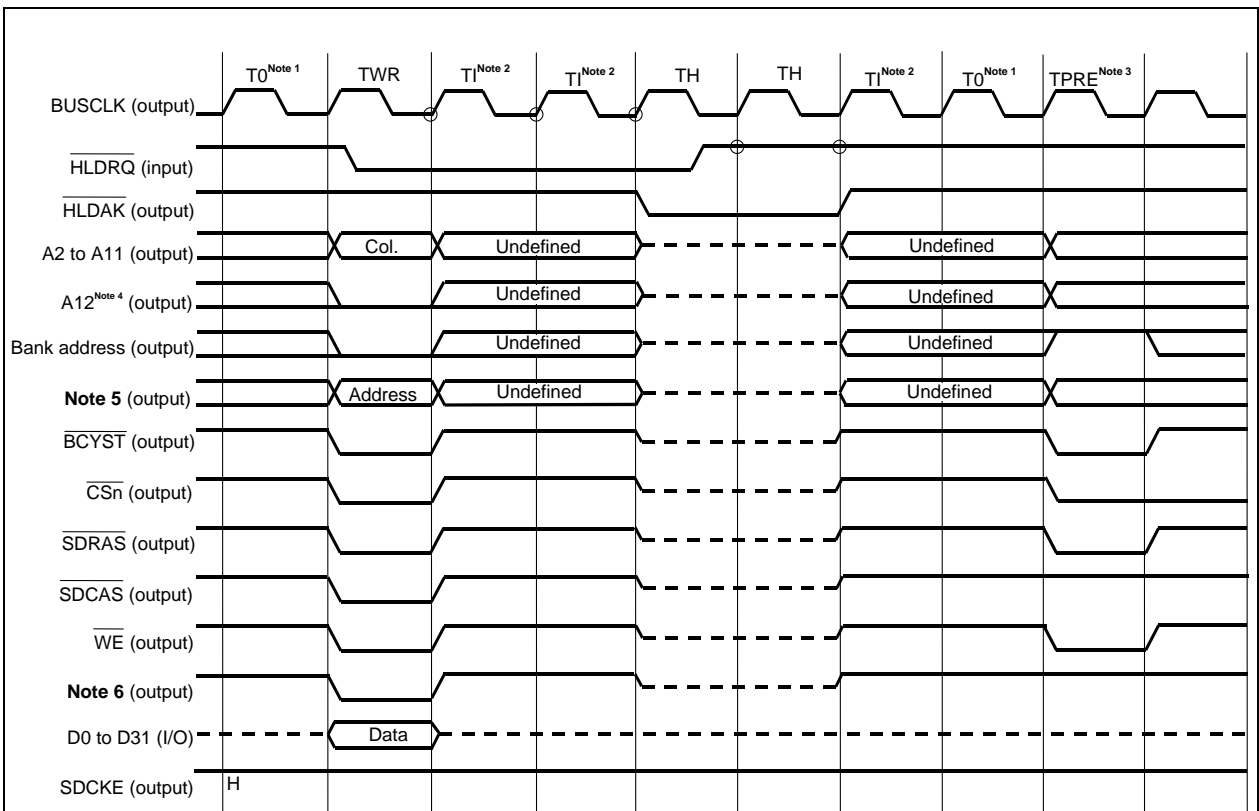 T0Note 1 TWR TINote 2 TINote 2 TH TH TINote 2 T0Note 1 TPRENote 3
BUSCLK (output)
HLDRQ (input)
HLDAK (output)
A2 to A11 (output) Col. Undefined Undefined
A12Note 4 (output) Undefined Undefined
Bank address (output) Undefined Undefined
Note 5 (output) Address Undefined Undefined
BCYST (output)
CSn (output)
SDRAS (output)
SDCAS (output)
WE (output)
Note 6 (output)
D0 to D31 (I/O) Data
SDCKE (output) H